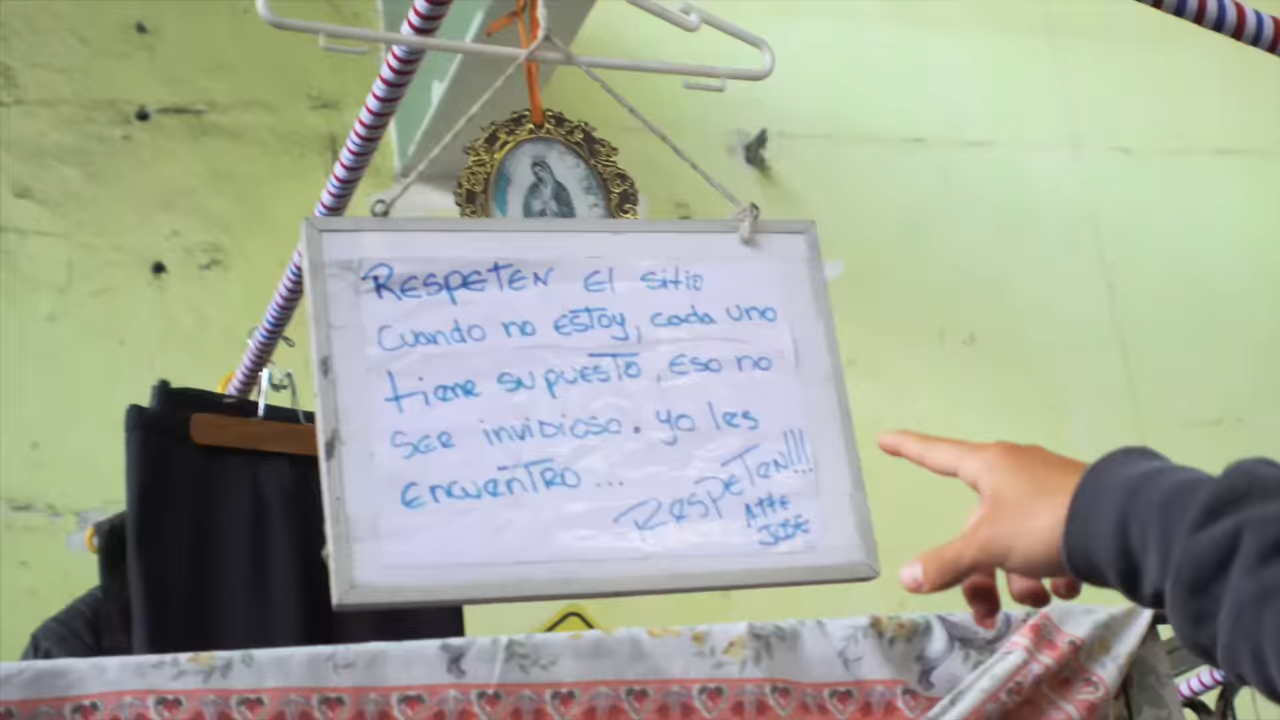 RESPETEN El sitio
Cuando no ESTOY, cada uno
tiene su puesto, Eso no
Ser invidioso. yo les
Encuentro...
RespeTen!!!
Atte
JOSE